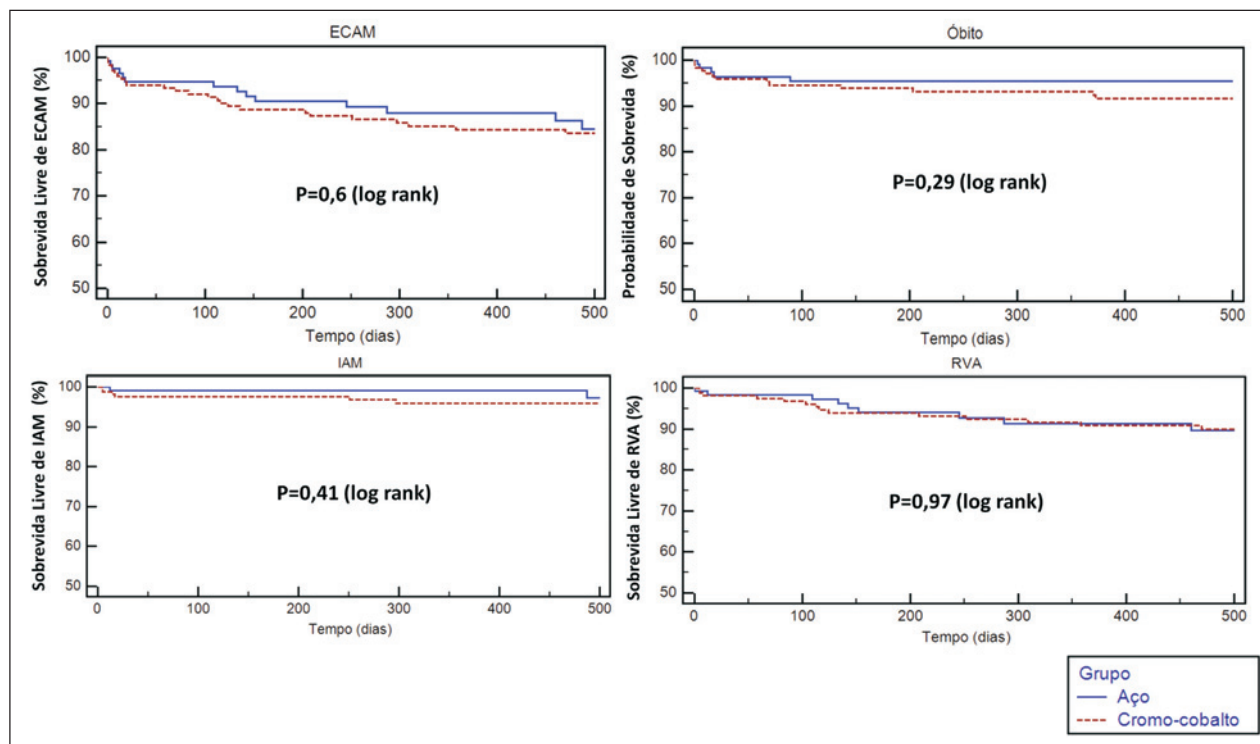 ECAM
Sobrevida Livre de ECAM (%)
100
90
80
70
60
50
P=0,6 (log rank)
0
100
200
300
400
500
Tempo (dias)
Óbito
Probabilidade de Sobrevida (%)
100
90
80
70
60
50
P=0,29 (log rank)
0
100
200
300
400
500
Tempo (dias)
IAM
Sobrevida Livre de IAM (%)
100
90
80
70
60
50
P=0,41 (log rank)
0
100
200
300
400
500
Tempo (dias)
RVA
Sobrevida Livre de RVA (%)
100
90
80
70
60
50
P=0,97 (log rank)
0
100
200
300
400
500
Tempo (dias)
Grupo
Aço
Cromo-cobalto